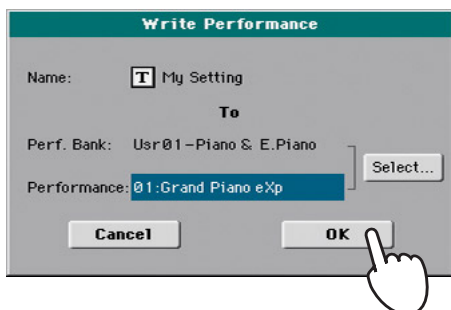 Write Performance
Name: T My Setting
To
Perf. Bank: Usr01-Piano & E.Piano
Select...
Performance: 01:Grand Piano eXp
Cancel OK